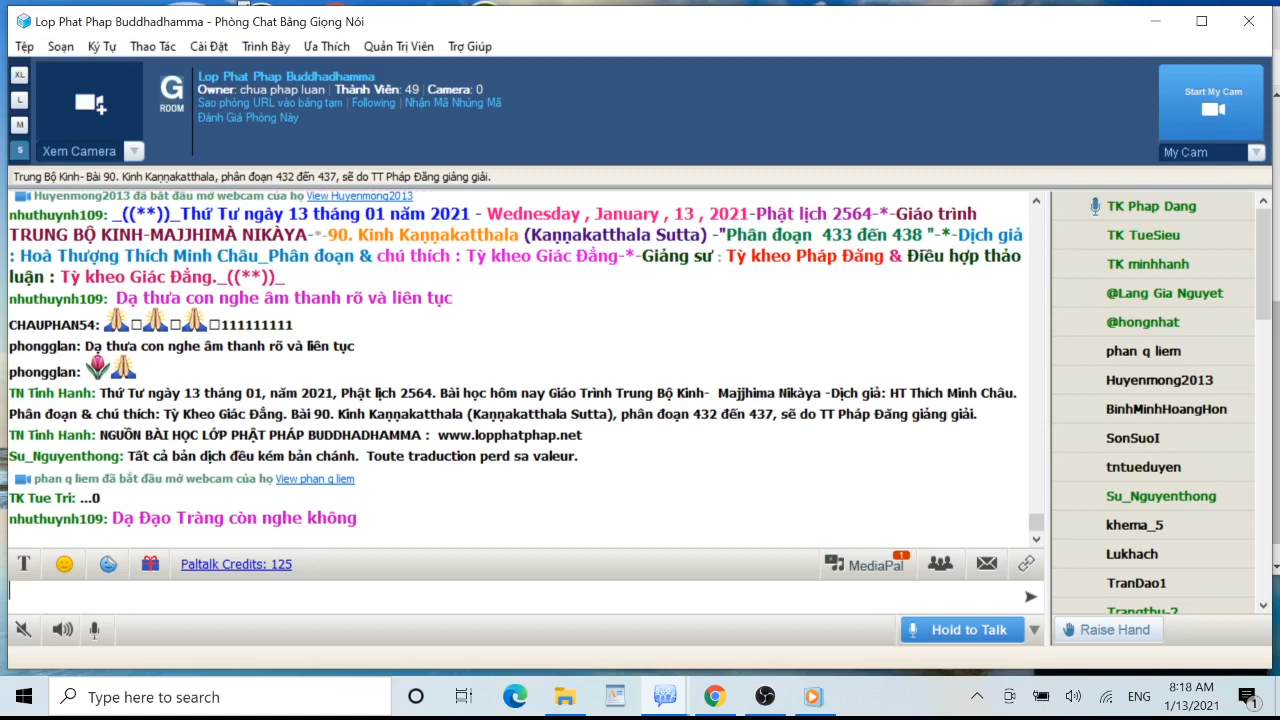 Lop Phat Phap Buddhadhamma - Phòng Chat Bằng Giọng Nói
Tệp Soạn Ký Tự Thao Tác Cài Đặt Trình Bày Ưa Thích Quản Trị Viên Trợ Giúp
XL
L
M
S
Xem Camera
G
ROOM
Lop Phat Phap Buddhadhamma
Owner: chua phap luan | Thành Viên: 49 | Camera: 0
Sao phòng URL vào bảng tạm | Following | Nhận Mã Nhúng Mã
Đánh Giá Phòng Này
Start My Cam
My Cam
Trung Bộ Kinh- Bài 90. Kinh Kaṇṇakatthala, phân đoạn 432 đến 437, sẽ do TT Pháp Đăng giảng giải.
Huyenmong2013 đã bắt đầu mở webcam của họ View Huyenmong2013
nhuthuynh109: _((**))_Thứ Tư ngày 13 tháng 01 năm 2021 - Wednesday , January , 13 , 2021-Phật lịch 2564-*-Giáo trình
TRUNG BỘ KINH-MAJJHIMÀ NIKÀYA-*-90. Kinh Kaṇṇakatthala (Kaṇṇakatthala Sutta) -"Phân đoạn 433 đến 438 "-*-Dịch giả
: Hoà Thượng Thích Minh Châu_Phân đoạn & chú thích : Tỳ kheo Giác Đẳng-*-Giảng sư : Tỳ kheo Pháp Đăng & Điều hợp thảo
luận : Tỳ kheo Giác Đẳng._((**))_
nhuthuynh109: Dạ thưa con nghe âm thanh rõ và liên tục
CHAUPHAN54: 🙏□🙏□🙏□111111111
phongglan: Dạ thưa con nghe âm thanh rõ và liên tục
phongglan: 🌷🙏
TN Tinh Hanh: Thứ Tư ngày 13 tháng 01, năm 2021, Phật lịch 2564. Bài học hôm nay Giáo Trình Trung Bộ Kinh- Majjhima Nikàya -Dịch giả: HT Thích Minh Châu.
Phân đoạn & chú thích: Tỳ Kheo Giác Đẳng. Bài 90. Kinh Kaṇṇakatthala (Kaṇṇakatthala Sutta), phân đoạn 432 đến 437, sẽ do TT Pháp Đăng giảng giải.
TN Tinh Hanh: NGUỒN BÀI HỌC LỚP PHẬT PHÁP BUDDHADHAMMA : www.lopphatphap.net
Su_Nguyenthong: Tất cả bản dịch đều kém bản chánh. Toute traduction perd sa valeur.
phan q liem đã bắt đầu mở webcam của họ View phan q liem
TK Tue Tri: ...0
nhuthuynh109: Dạ Đạo Tràng còn nghe không
TK Phap Dang
TK TueSieu
TK minhhanh
@Lang Gia Nguyet
@hongnhat
phan q liem
Huyenmong2013
BinhMinhHoangHon
SonSuoI
tntueduyen
Su_Nguyenthong
khema_5
Lukhach
TranDao1
Trangthu-2
T Paltalk Credits: 125 MediaPal 1
Hold to Talk
Raise Hand
Type here to search
ENG
8:18 AM
1/13/2021
1